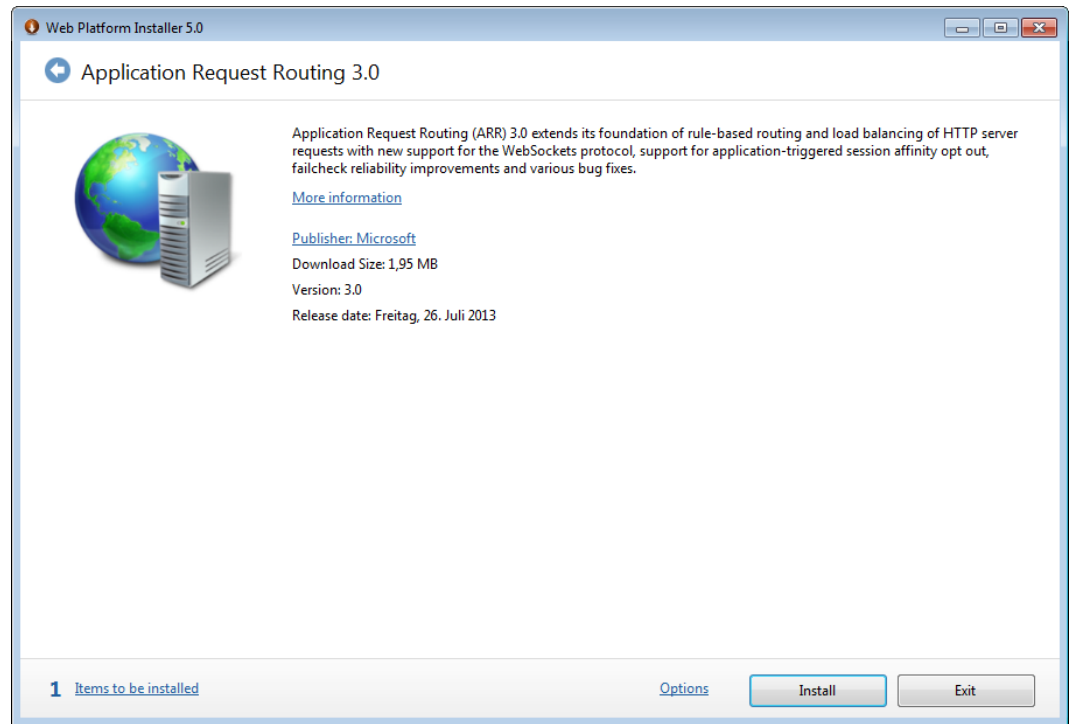 Web Platform Installer 5.0
Application Request Routing 3.0
Application Request Routing (ARR) 3.0 extends its foundation of rule-based routing and load balancing of HTTP server
requests with new support for the WebSockets protocol, support for application-triggered session affinity opt out,
failcheck reliability improvements and various bug fixes.
More information
Publisher: Microsoft
Download Size: 1,95 MB
Version: 3.0
Release date: Freitag, 26. Juli 2013
1 Items to be installed Options Install Exit